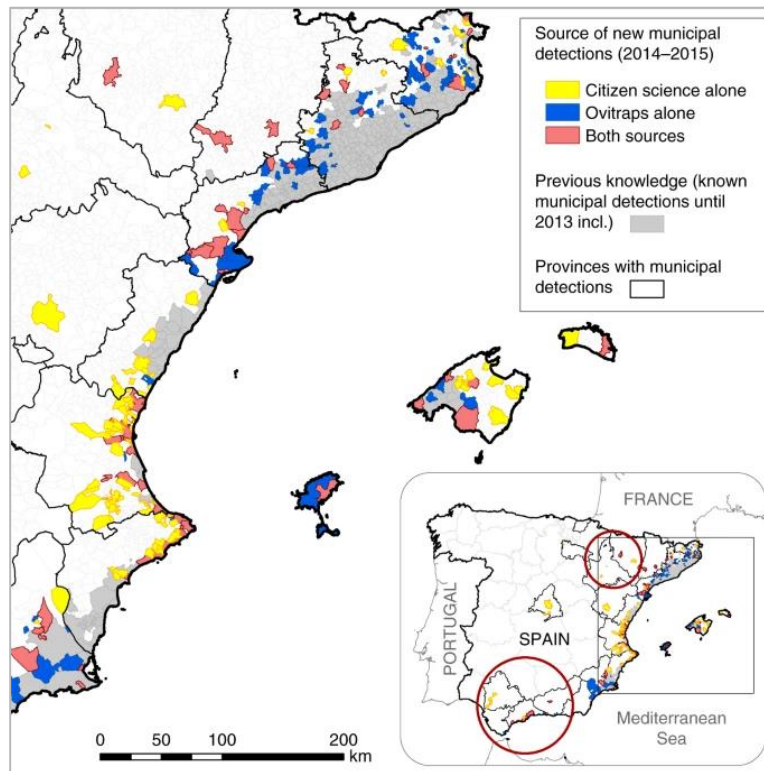 Source of new municipal
detections (2014–2015)
Citizen science alone
Ovitraps alone
Both sources
Previous knowledge (known
municipal detections until
2013 incl.)
Provinces with municipal
detections
FRANCE
PORTUGAL
SPAIN
Mediterranean
Sea
0 50 100 200
km